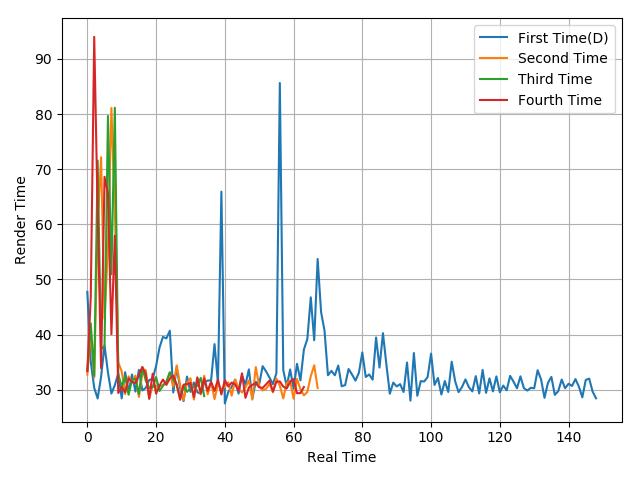 First Time(D)
Second Time
Third Time
Fourth Time
90
80
70
60
50
40
30
Render Time
0 20 40 60 80 100 120 140
Real Time